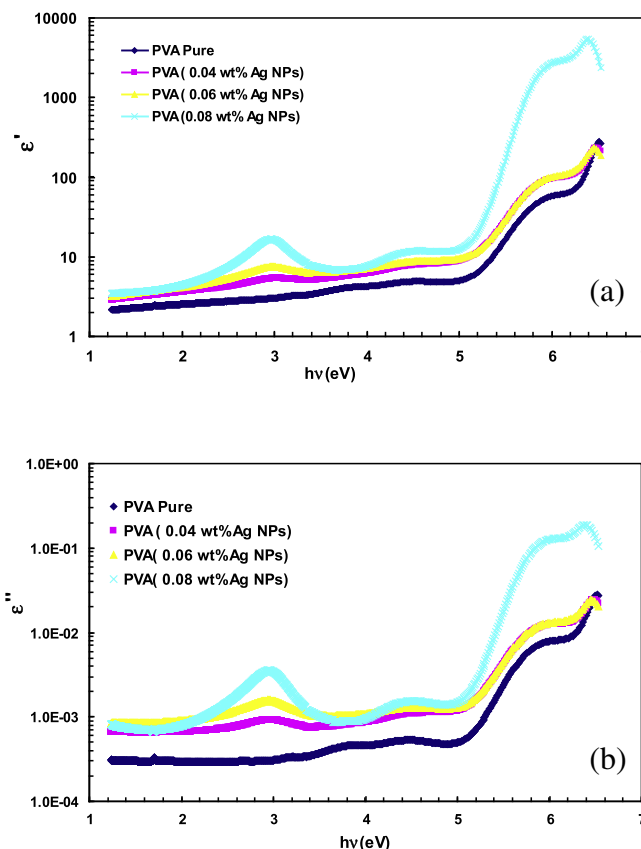 10000
1000
100
10
1
ε'
PVA Pure
PVA( 0.04 wt%Ag NPs)
PVA( 0.06 wt% Ag NPs)
PVA(0.08 wt%Ag NPs)
(a)
1 2 3 4 5 6
hν(eV)
1.0E+00
1.0E-01
1.0E-02
1.0E-03
1.0E-04
ε"
PVA Pure
PVA( 0.04 wt%Ag NPs)
PVA( 0.06 wt%Ag NPs)
PVA( 0.08 wt%Ag NPs)
(b)
1 2 3 4 5 6 7
hν(eV)